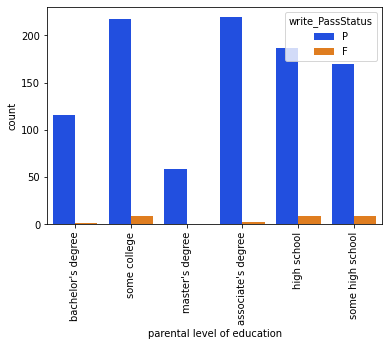 write_PassStatus
P
F
200
150
100
50
0
count
bachelor's degree
some college
master's degree
associate's degree
high school
some high school
parental level of education